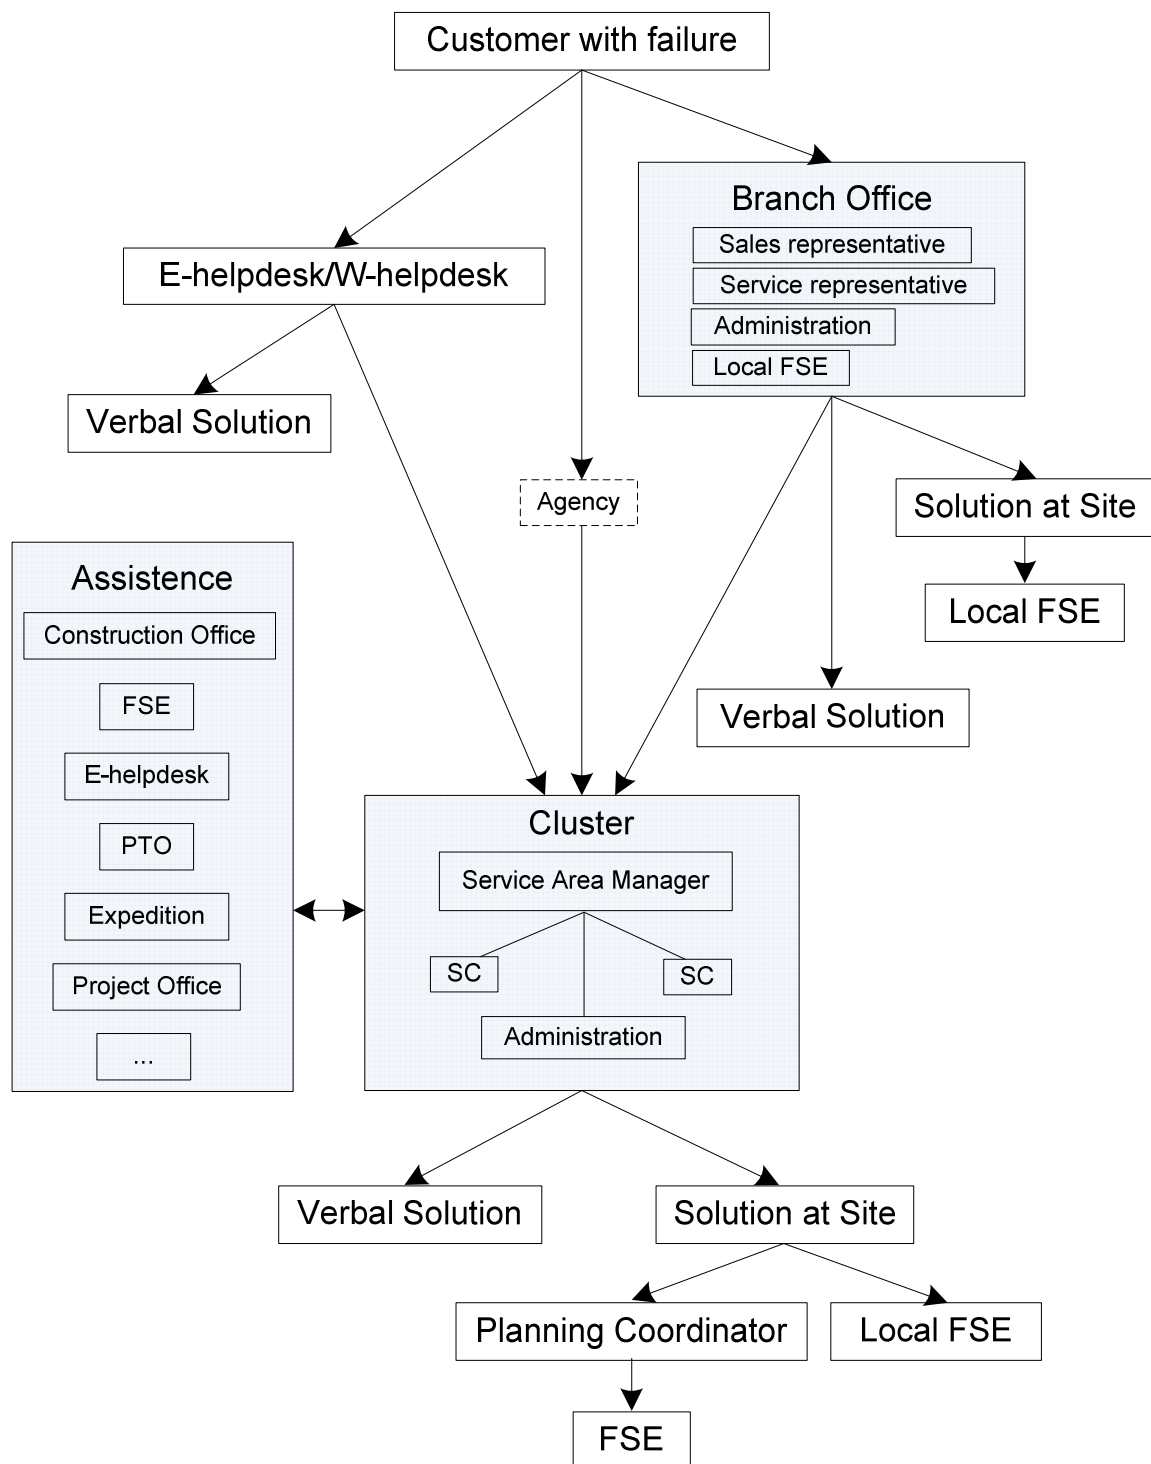 Customer with failure
Branch Office
Sales representative
Service representative
Administration
Local FSE
E-helpdesk/W-helpdesk
Verbal Solution
Agency
Solution at Site
Local FSE
Verbal Solution
Assistence
Construction Office
FSE
E-helpdesk
PTO
Expedition
Project Office
...
Cluster
Service Area Manager
SC
SC
Administration
Verbal Solution
Solution at Site
Planning Coordinator
Local FSE
FSE